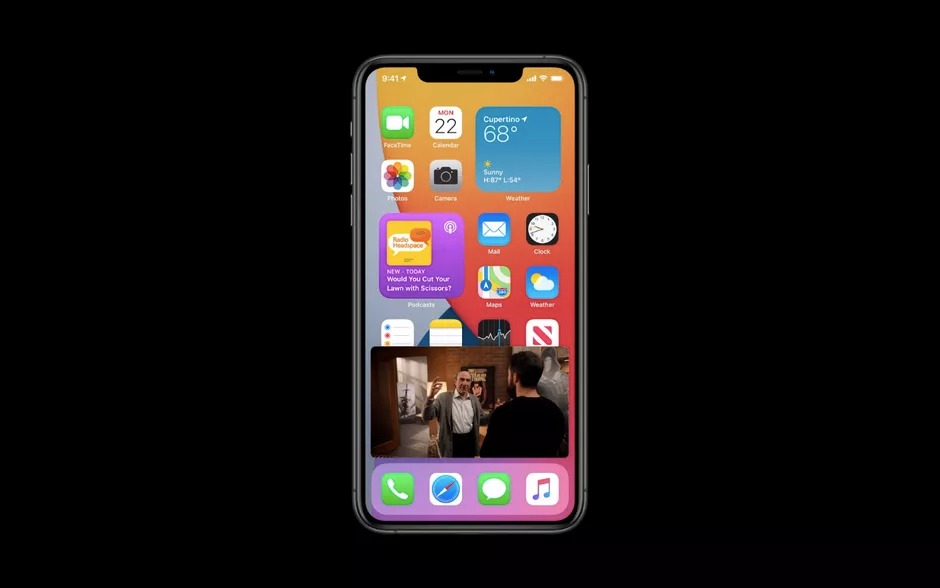 9:41
FaceTime
MON
22
Calendar
Cupertino
68°
Sunny
H:87° L:54°
Weather
Photos
Camera
Radio
Headspace
NEW - TODAY
Would You Cut Your
Lawn with Scissors?
Podcasts
Mail
Clock
Maps
Weather